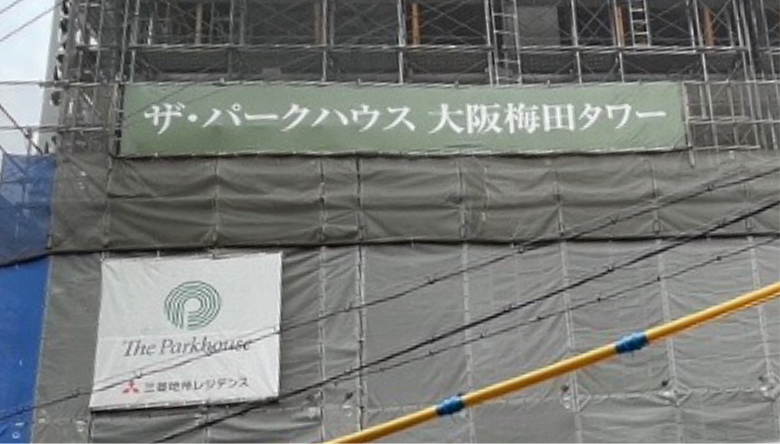 ザ・パークハウス 大阪梅田タワー
The Parkhouse
三菱地所レジデンス